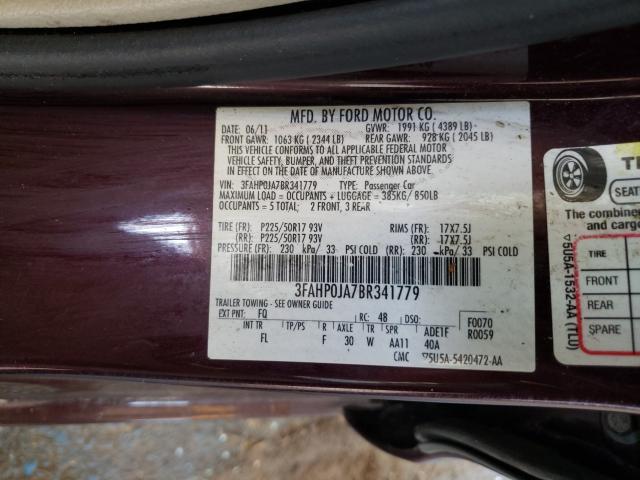 MFD. BY FORD MOTOR CO.
DATE: 06/11 GVWR: 1991 KG ( 4389 LB)
FRONT GAWR: 1063 KG ( 2344 LB) REAR GAWR: 928 KG ( 2045 LB)
THIS VEHICLE CONFORMS TO ALL APPLICABLE FEDERAL MOTOR
VEHICLE SAFETY, BUMPER, AND THEFT PREVENTION STANDARDS
IN EFFECT ON THE DATE OF MANUFACTURE SHOWN ABOVE.
VIN: 3FAHP0JA7BR341779 TYPE: Passenger Car
MAXIMUM LOAD = OCCUPANTS + LUGGAGE = 385KG/ 850LB
OCCUPANTS = 5 TOTAL: 2 FRONT, 3 REAR
TIRE (FR): P225/50R17 93V RIMS (FR): 17X7.5J
(RR): P225/50R17 93V (RR): 17X7.5J
PRESSURE (FR): 230 kPa/ 33 PSI COLD (RR): 230 kPa/ 33 PSI COLD
3FAHP0JA7BR341779
TRAILER TOWING - SEE OWNER GUIDE
EXT PNT: FQ RC: 48 DSO: F0070
INT TR TP/PS R AXLE TR SPR ADE1F R0059
FL F 30 W AA11 40A
CMC 5U5A-5420472-AA
SEAT
The combine
and cargo
TIRE
FRONT
REAR
SPARE
5U5A-1532-AA (TLU)